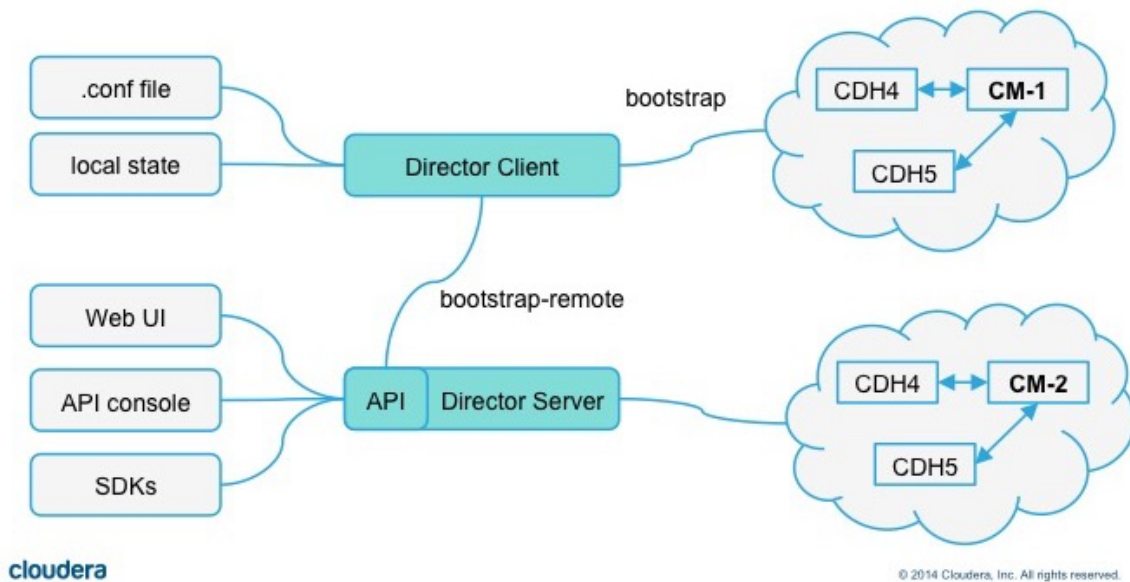 .conf file
local state
Director Client
bootstrap
CDH4
CM-1
CDH5
bootstrap-remote
Web UI
API console
SDKs
API
Director Server
CDH4
CM-2
CDH5
cloudera
© 2014 Cloudera, Inc. All rights reserved.